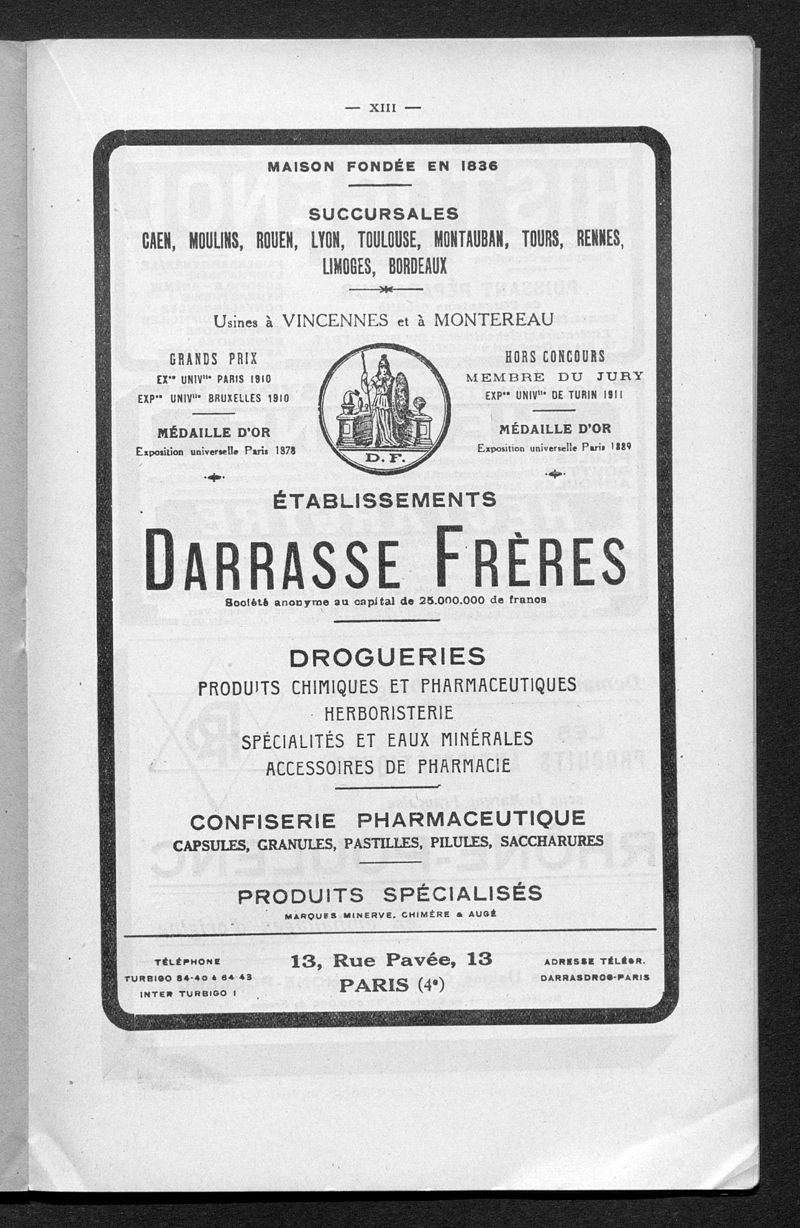 — XIII —
MAISON FONDÉE EN 1836
SUCCURSALES
CAEN, MOULINS, ROUEN, LYON, TOULOUSE, MONTAUBAN, TOURS, RENNES,
LIMOGES, BORDEAUX
Usines à VINCENNES et à MONTEREAU
GRANDS PRIX
EXᵒⁿ UNIVˡˡᵉ PARIS 1910
EXPᵒⁿ UNIVˡˡᵉ BRUXELLES 1910
MÉDAILLE D'OR
Exposition universelle Paris 1878
D. F.
HORS CONCOURS
MEMBRE DU JURY
EXPᵒⁿ UNIVˡˡᵉ DE TURIN 1911
MÉDAILLE D'OR
Exposition universelle Paris 1889
ÉTABLISSEMENTS
DARRASSE FRÈRES
Société anonyme au capital de 25.000.000 de francs
DROGUERIES
PRODUITS CHIMIQUES ET PHARMACEUTIQUES
HERBORISTERIE
SPÉCIALITÉS ET EAUX MINÉRALES
ACCESSOIRES DE PHARMACIE
CONFISERIE PHARMACEUTIQUE
CAPSULES, GRANULES, PASTILLES, PILULES, SACCHARURES
PRODUITS SPÉCIALISÉS
MARQUES MINERVE, CHIMÈRE & AUGÉ
TÉLÉPHONE
TURBIGO 84-40 à 64 43
INTER TURBIGO 1
13, Rue Pavée, 13
PARIS (4ᵉ)
ADRESSE TÉLÉGR.
DARRASDROG-PARIS